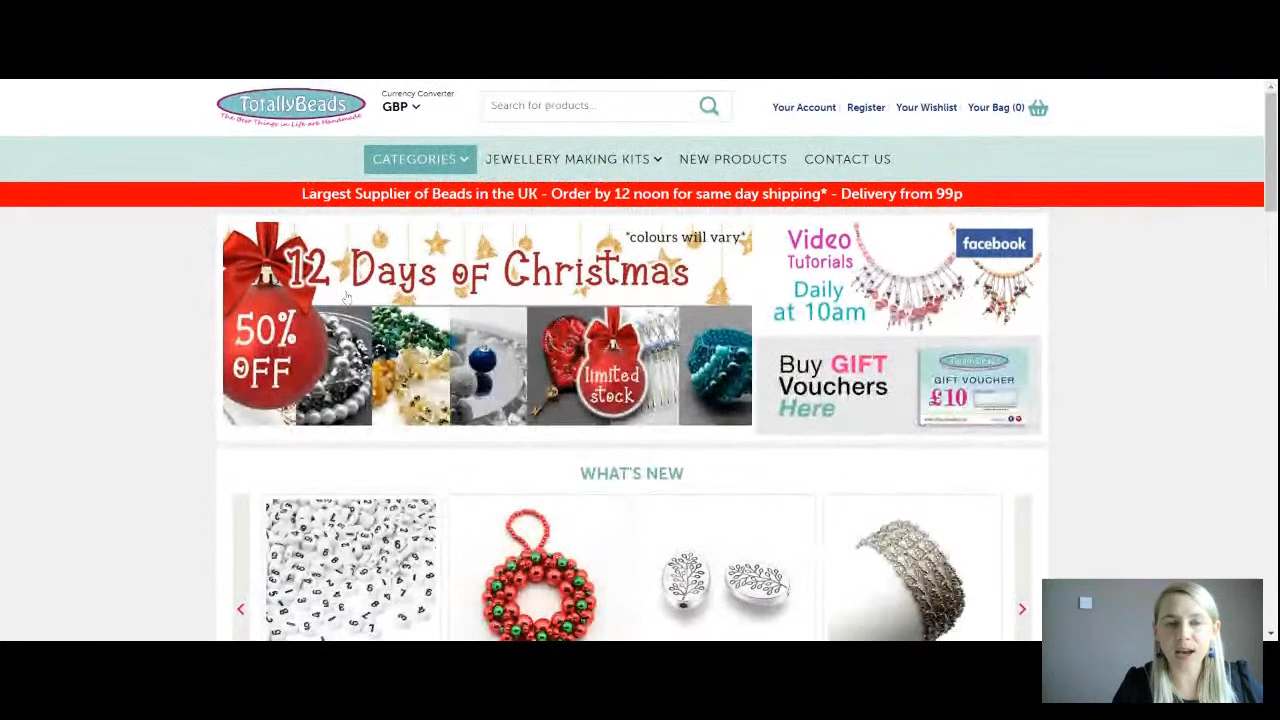 TotallyBeads
The Best Things in Life are Handmade
Currency Converter
GBP
Search for products...
Your Account
Register
Your Wishlist
Your Bag (0)
CATEGORIES
JEWELLERY MAKING KITS
NEW PRODUCTS
CONTACT US
Largest Supplier of Beads in the UK - Order by 12 noon for same day shipping* - Delivery from 99p
*colours will vary*
12 Days of Christmas
50%
OFF
limited
stock
Video
Tutorials
Daily
at 10am
facebook
Buy GIFT
Vouchers
Here
TotallyBeads
GIFT VOUCHER
£10
WHAT'S NEW